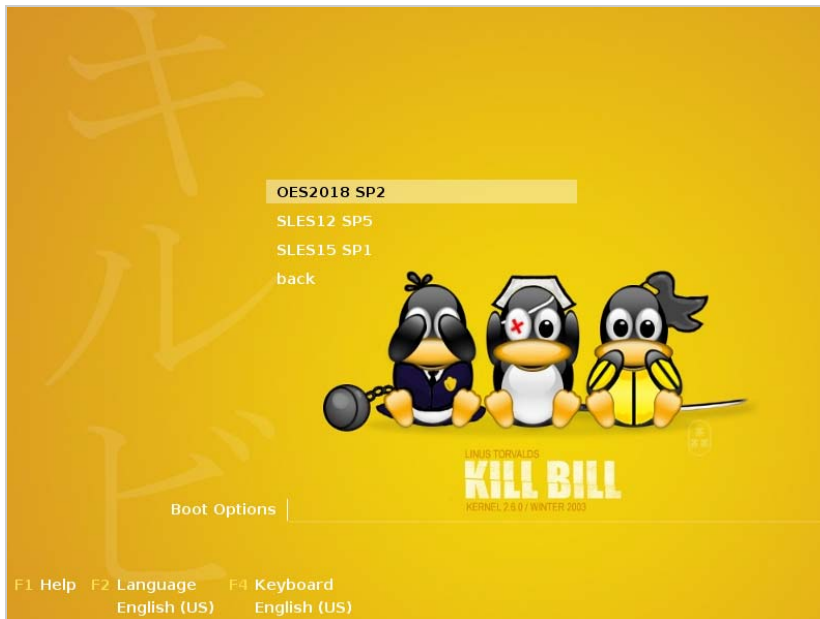 キルビ
OES2018 SP2
SLES12 SP5
SLES15 SP1
back
LINUS TORVALDS
KILL BILL
KERNEL 2.6.0 / WINTER 2003
Boot Options
F1 Help F2 Language F4 Keyboard
English (US) English (US)